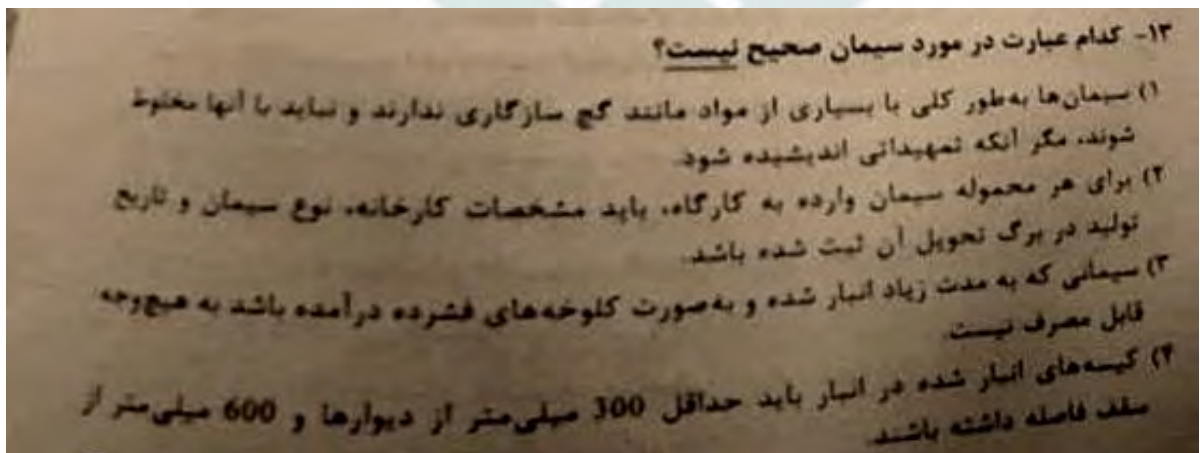 ۱۳- کدام عبارت در مورد سیمان صحیح نیست؟
۱) سیمان‌ها به‌طور کلی با بسیاری از مواد مانند گچ سازگاری ندارند و نباید با آنها مخلوط
شوند، مگر آنکه تمهیداتی اندیشیده شود.
۲) برای هر محموله سیمان وارده به کارگاه، باید مشخصات کارخانه، نوع سیمان و تاریخ
تولید در برگ تحویل آن ثبت شده باشد.
۳) سیمانی که به مدت زیاد انبار شده و به‌صورت کلوخه‌های فشرده درآمده باشد به هیچ‌وجه
قابل مصرف نیست.
۴) کیسه‌های انبار شده در انبار باید حداقل 300 میلی‌متر از دیوارها و 600 میلی‌متر از
سقف فاصله داشته باشند.